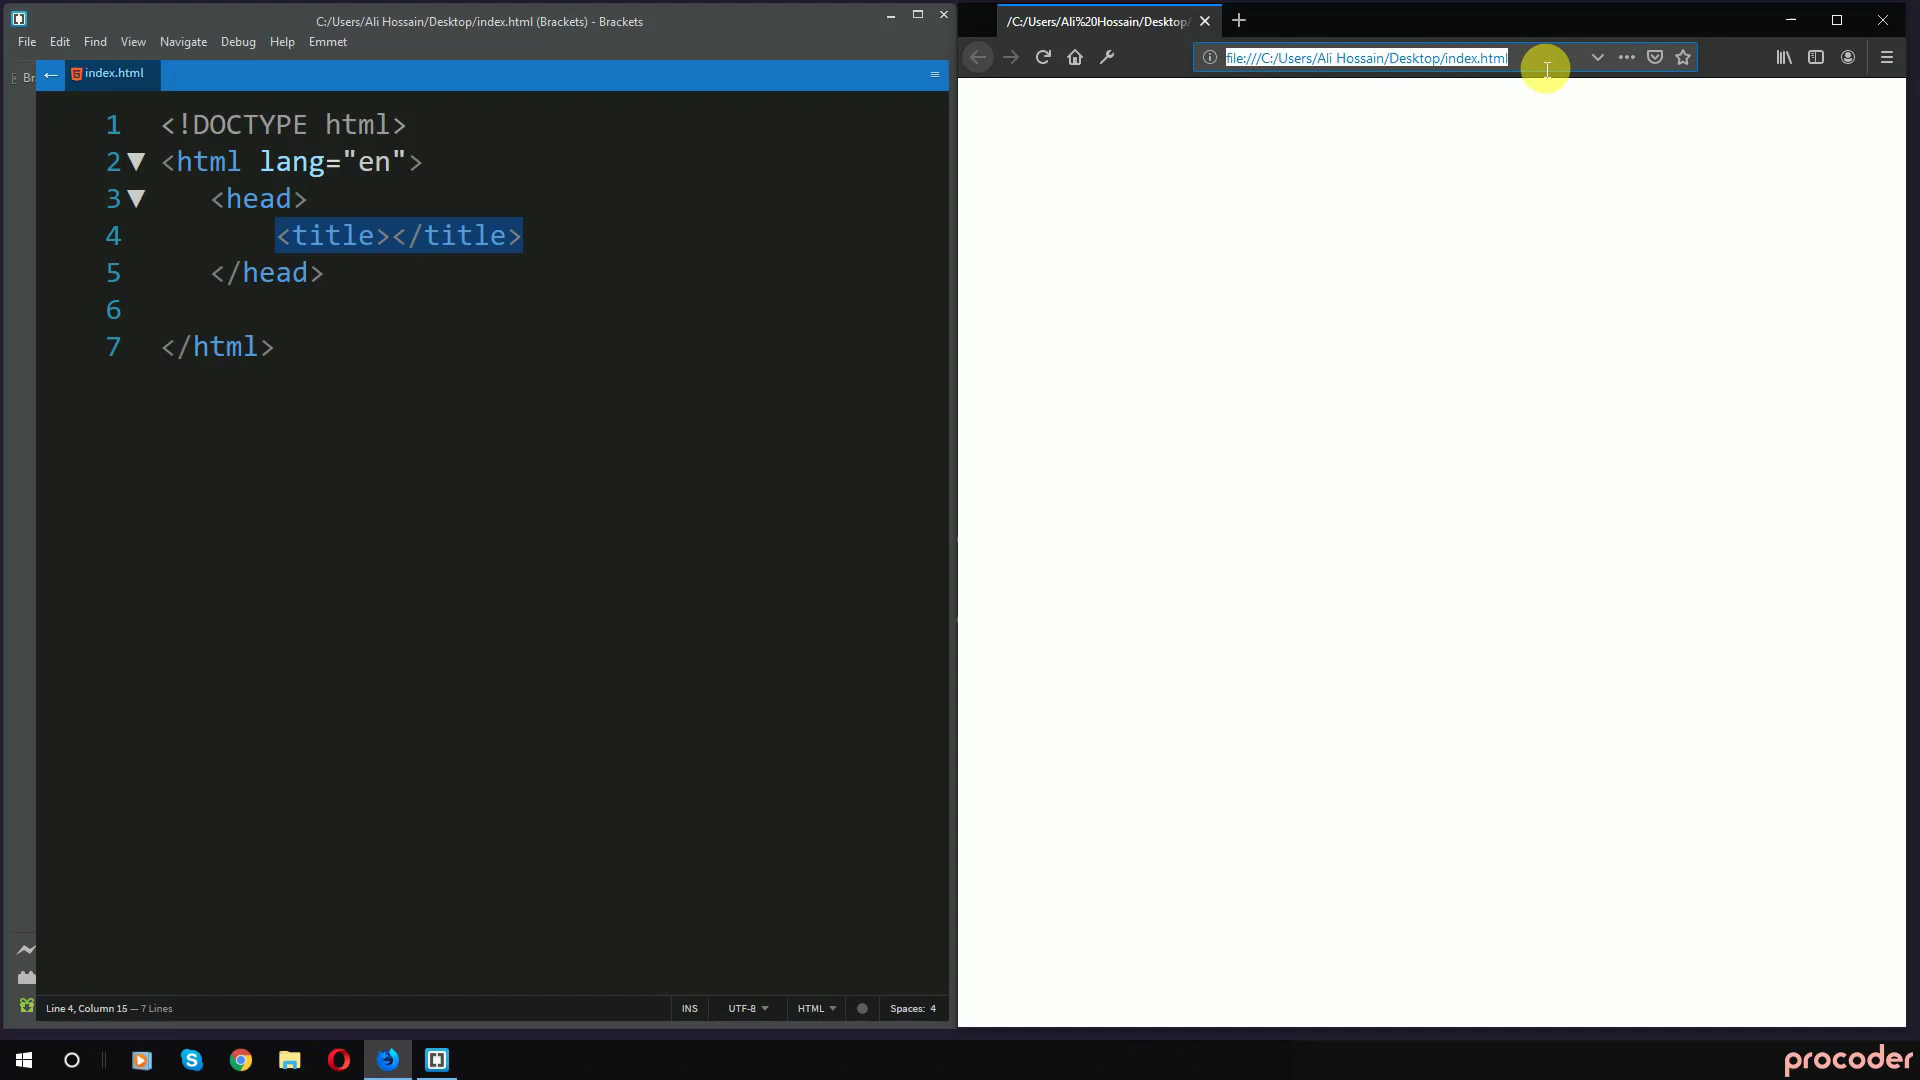 C:/Users/Ali Hossain/Desktop/index.html (Brackets) - Brackets
File Edit Find View Navigate Debug Help Emmet
Br
index.html
1 <!DOCTYPE html>
2 <html lang="en">
3 <head>
4 <title></title>
5 </head>
6
7 </html>
Line 4, Column 15 — 7 Lines
INS UTF-8 HTML Spaces: 4
/C:/Users/Ali%20Hossain/Desktop/
file:///C:/Users/Ali Hossain/Desktop/index.html
procoder